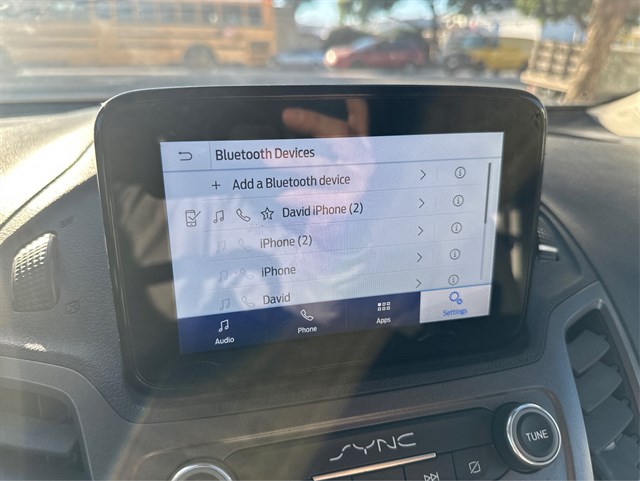 Bluetooth Devices
+ Add a Bluetooth device
David iPhone (2)
iPhone (2)
iPhone
David
Audio
Phone
Apps
Settings
SYNC
TUNE